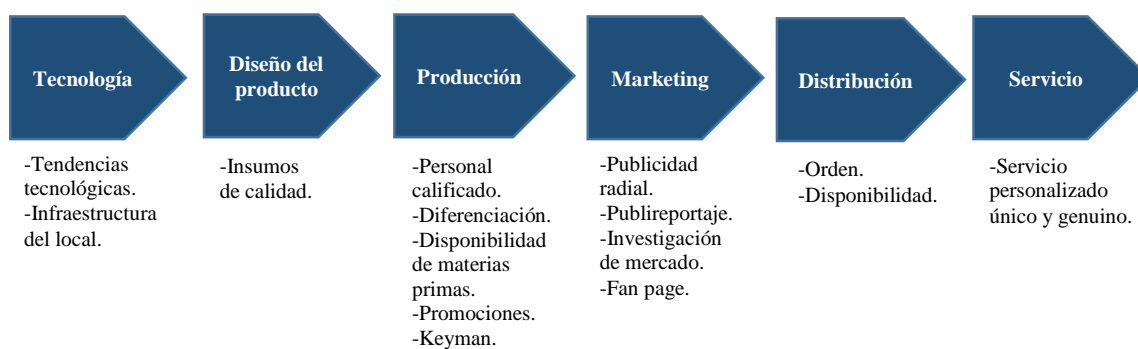 Tecnología
-Tendencias
tecnológicas.
-Infraestructura
del local.
Diseño del
producto
-Insumos
de calidad.
Producción
-Personal
calificado.
-Diferenciación.
-Disponibilidad
de materias
primas.
-Promociones.
-Keyman.
Marketing
-Publicidad
radial.
-Publireportaje.
-Investigación
de mercado.
-Fan page.
Distribución
-Orden.
-Disponibilidad.
Servicio
-Servicio
personalizado
único y genuino.